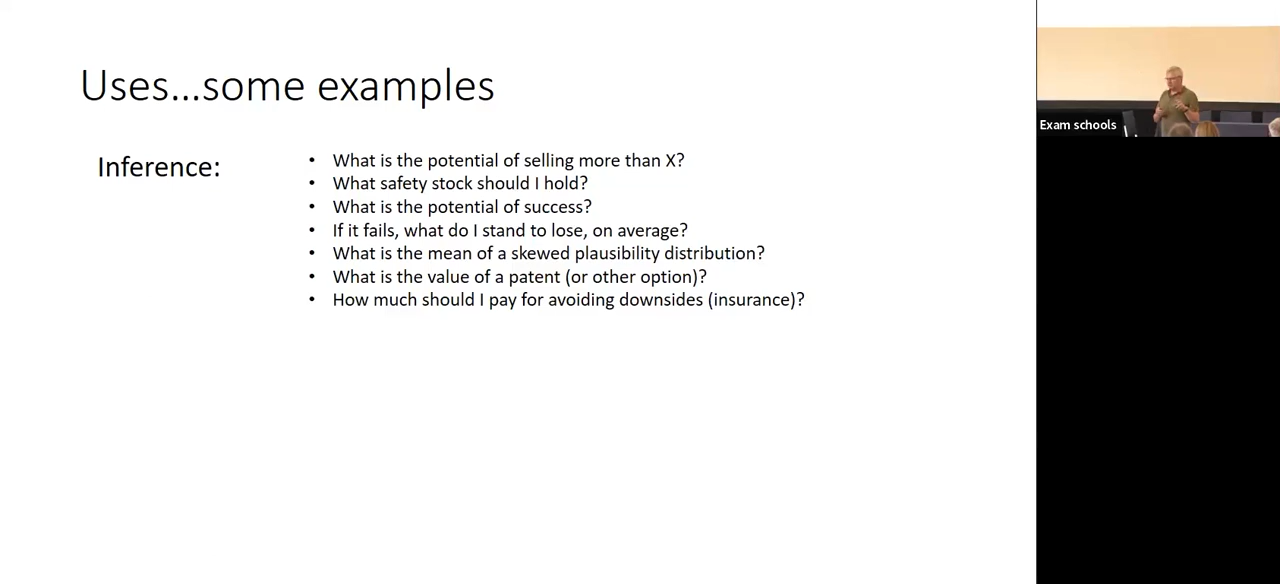 Uses...some examples
Inference:
• What is the potential of selling more than X?
• What safety stock should I hold?
• What is the potential of success?
• If it fails, what do I stand to lose, on average?
• What is the mean of a skewed plausibility distribution?
• What is the value of a patent (or other option)?
• How much should I pay for avoiding downsides (insurance)?
Exam schools